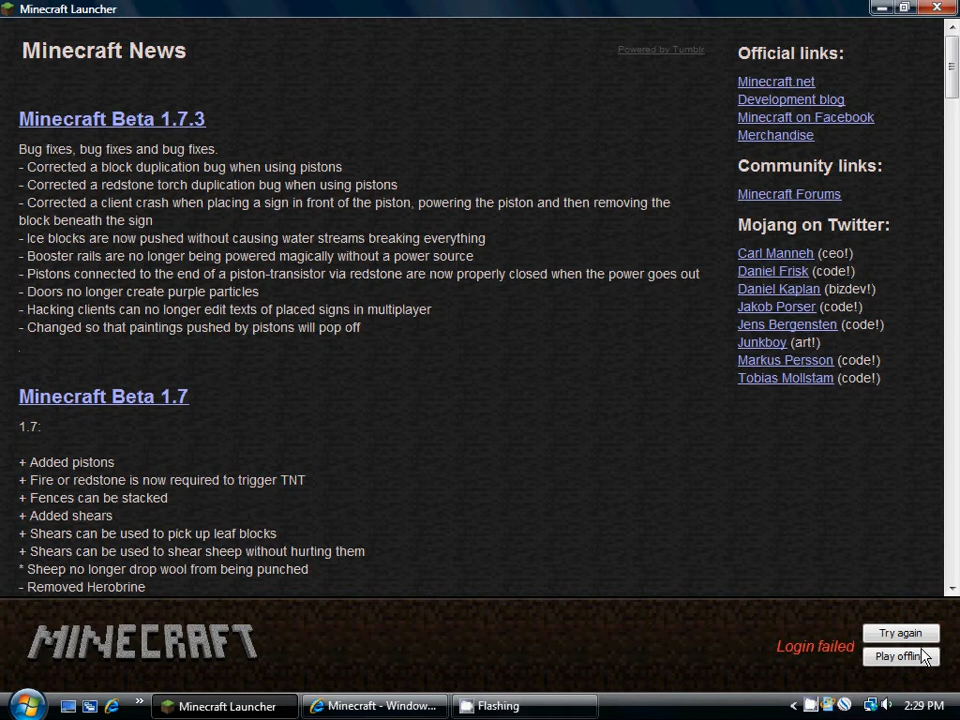 Minecraft Launcher
Minecraft News
Powered by Tumblr
Minecraft Beta 1.7.3
Bug fixes, bug fixes and bug fixes.
- Corrected a block duplication bug when using pistons
- Corrected a redstone torch duplication bug when using pistons
- Corrected a client crash when placing a sign in front of the piston, powering the piston and then removing the
block beneath the sign
- Ice blocks are now pushed without causing water streams breaking everything
- Booster rails are no longer being powered magically without a power source
- Pistons connected to the end of a piston-transistor via redstone are now properly closed when the power goes out
- Doors no longer create purple particles
- Hacking clients can no longer edit texts of placed signs in multiplayer
- Changed so that paintings pushed by pistons will pop off
.
Minecraft Beta 1.7
1.7:
+ Added pistons
+ Fire or redstone is now required to trigger TNT
+ Fences can be stacked
+ Added shears
+ Shears can be used to pick up leaf blocks
+ Shears can be used to shear sheep without hurting them
* Sheep no longer drop wool from being punched
- Removed Herobrine
Official links:
Minecraft.net
Development blog
Minecraft on Facebook
Merchandise
Community links:
Minecraft Forums
Mojang on Twitter:
Carl Manneh (ceo!)
Daniel Frisk (code!)
Daniel Kaplan (bizdev!)
Jakob Porser (code!)
Jens Bergensten (code!)
Junkboy (art!)
Markus Persson (code!)
Tobias Mollstam (code!)
MINECRAFT
Login failed
Try again
Play offlin
Minecraft Launcher
Minecraft - Window...
Flashing
2:29 PM